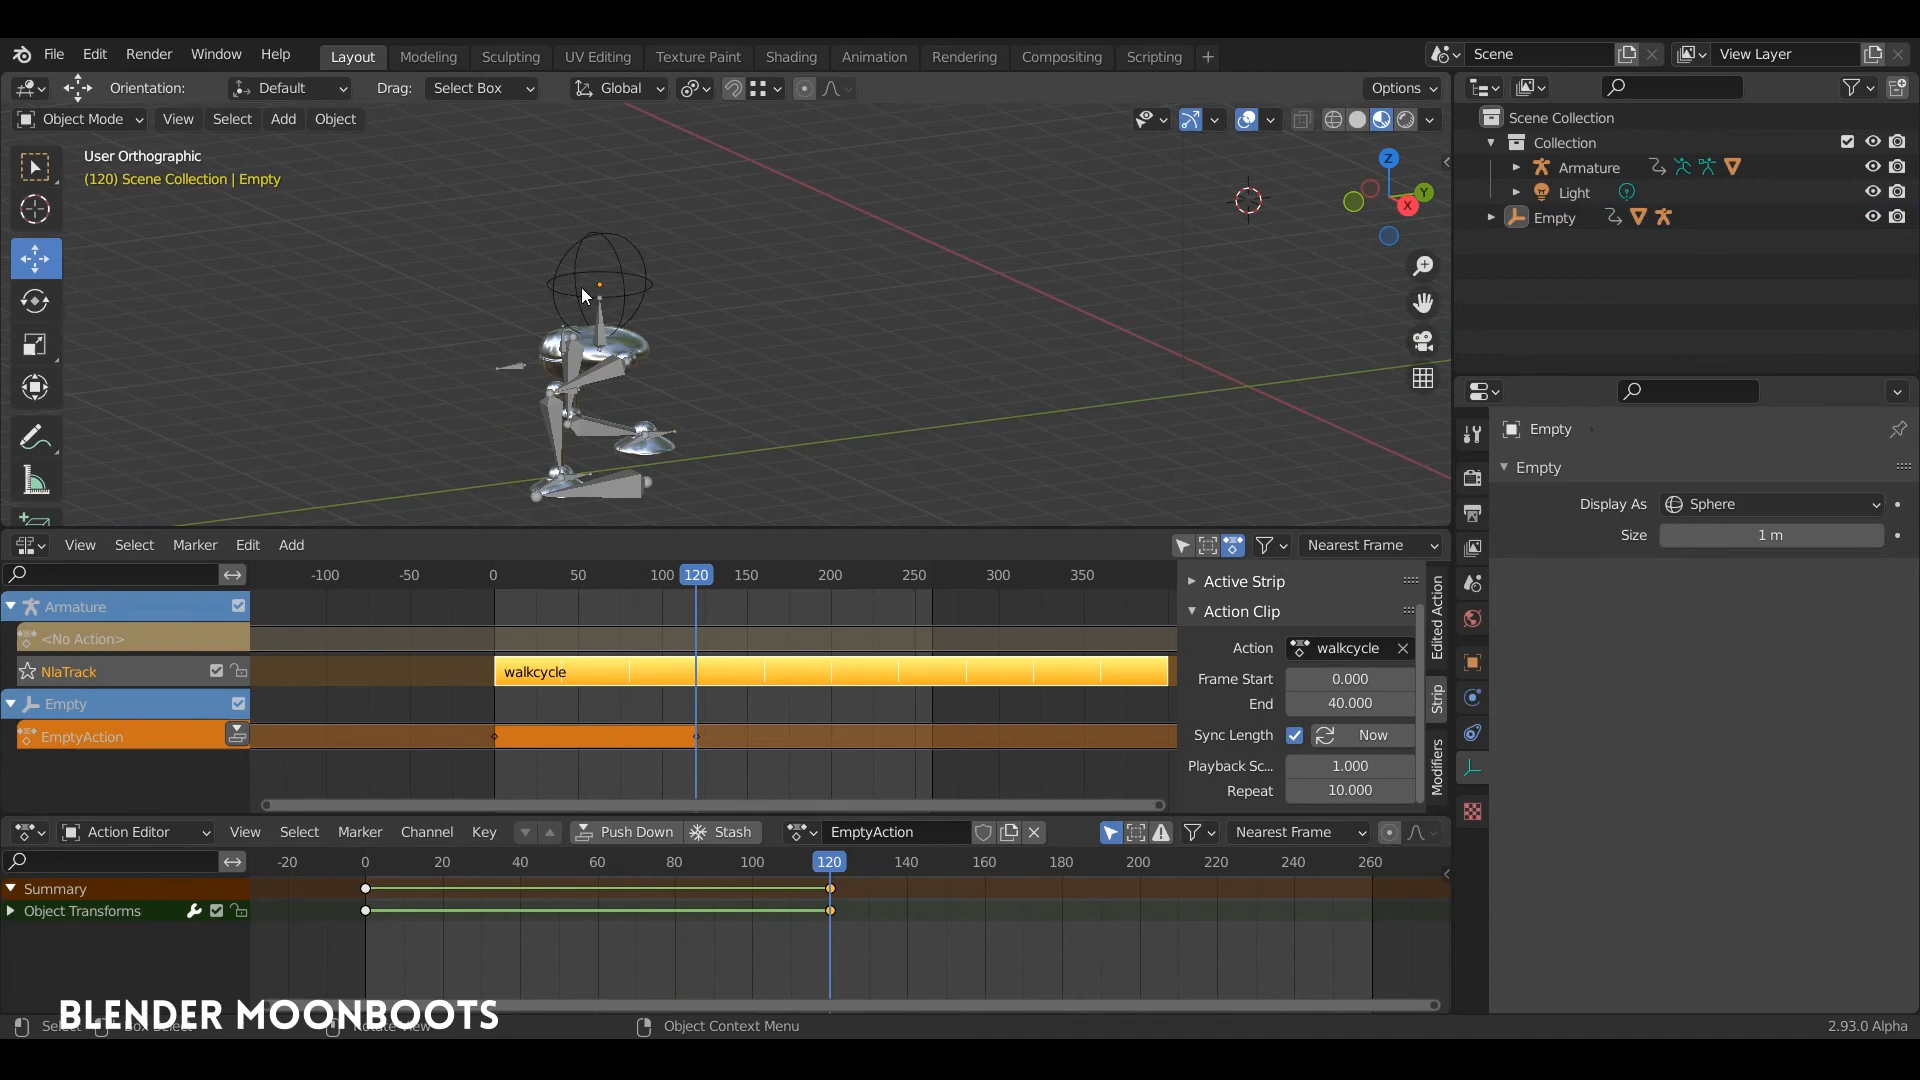 File Edit Render Window Help Layout Modeling Sculpting UV Editing Texture Paint Shading Animation Rendering Compositing Scripting + Scene View Layer
Orientation: Default Drag: Select Box Global Options
Object Mode View Select Add Object
User Orthographic
(120) Scene Collection | Empty
Z
Y
X
Scene Collection
Collection
Armature
Light
Empty
Empty
Empty
Display As Sphere
Size 1 m
View Select Marker Edit Add Nearest Frame
-100 -50 0 50 100 120 150 200 250 300 350
Armature
<No Action>
NlaTrack walkcycle
Empty
EmptyAction
Active Strip
Action Clip
Action walkcycle
Frame Start 0.000
End 40.000
Sync Length Now
Playback Sc... 1.000
Repeat 10.000
Edited Action
Strip
Modifiers
Action Editor View Select Marker Channel Key Push Down Stash EmptyAction Nearest Frame
-20 0 20 40 60 80 100 120 140 160 180 200 220 240 260
Summary
Object Transforms
BLENDER MOONBOOTS
Select Box Select Rotate View Object Context Menu 2.93.0 Alpha